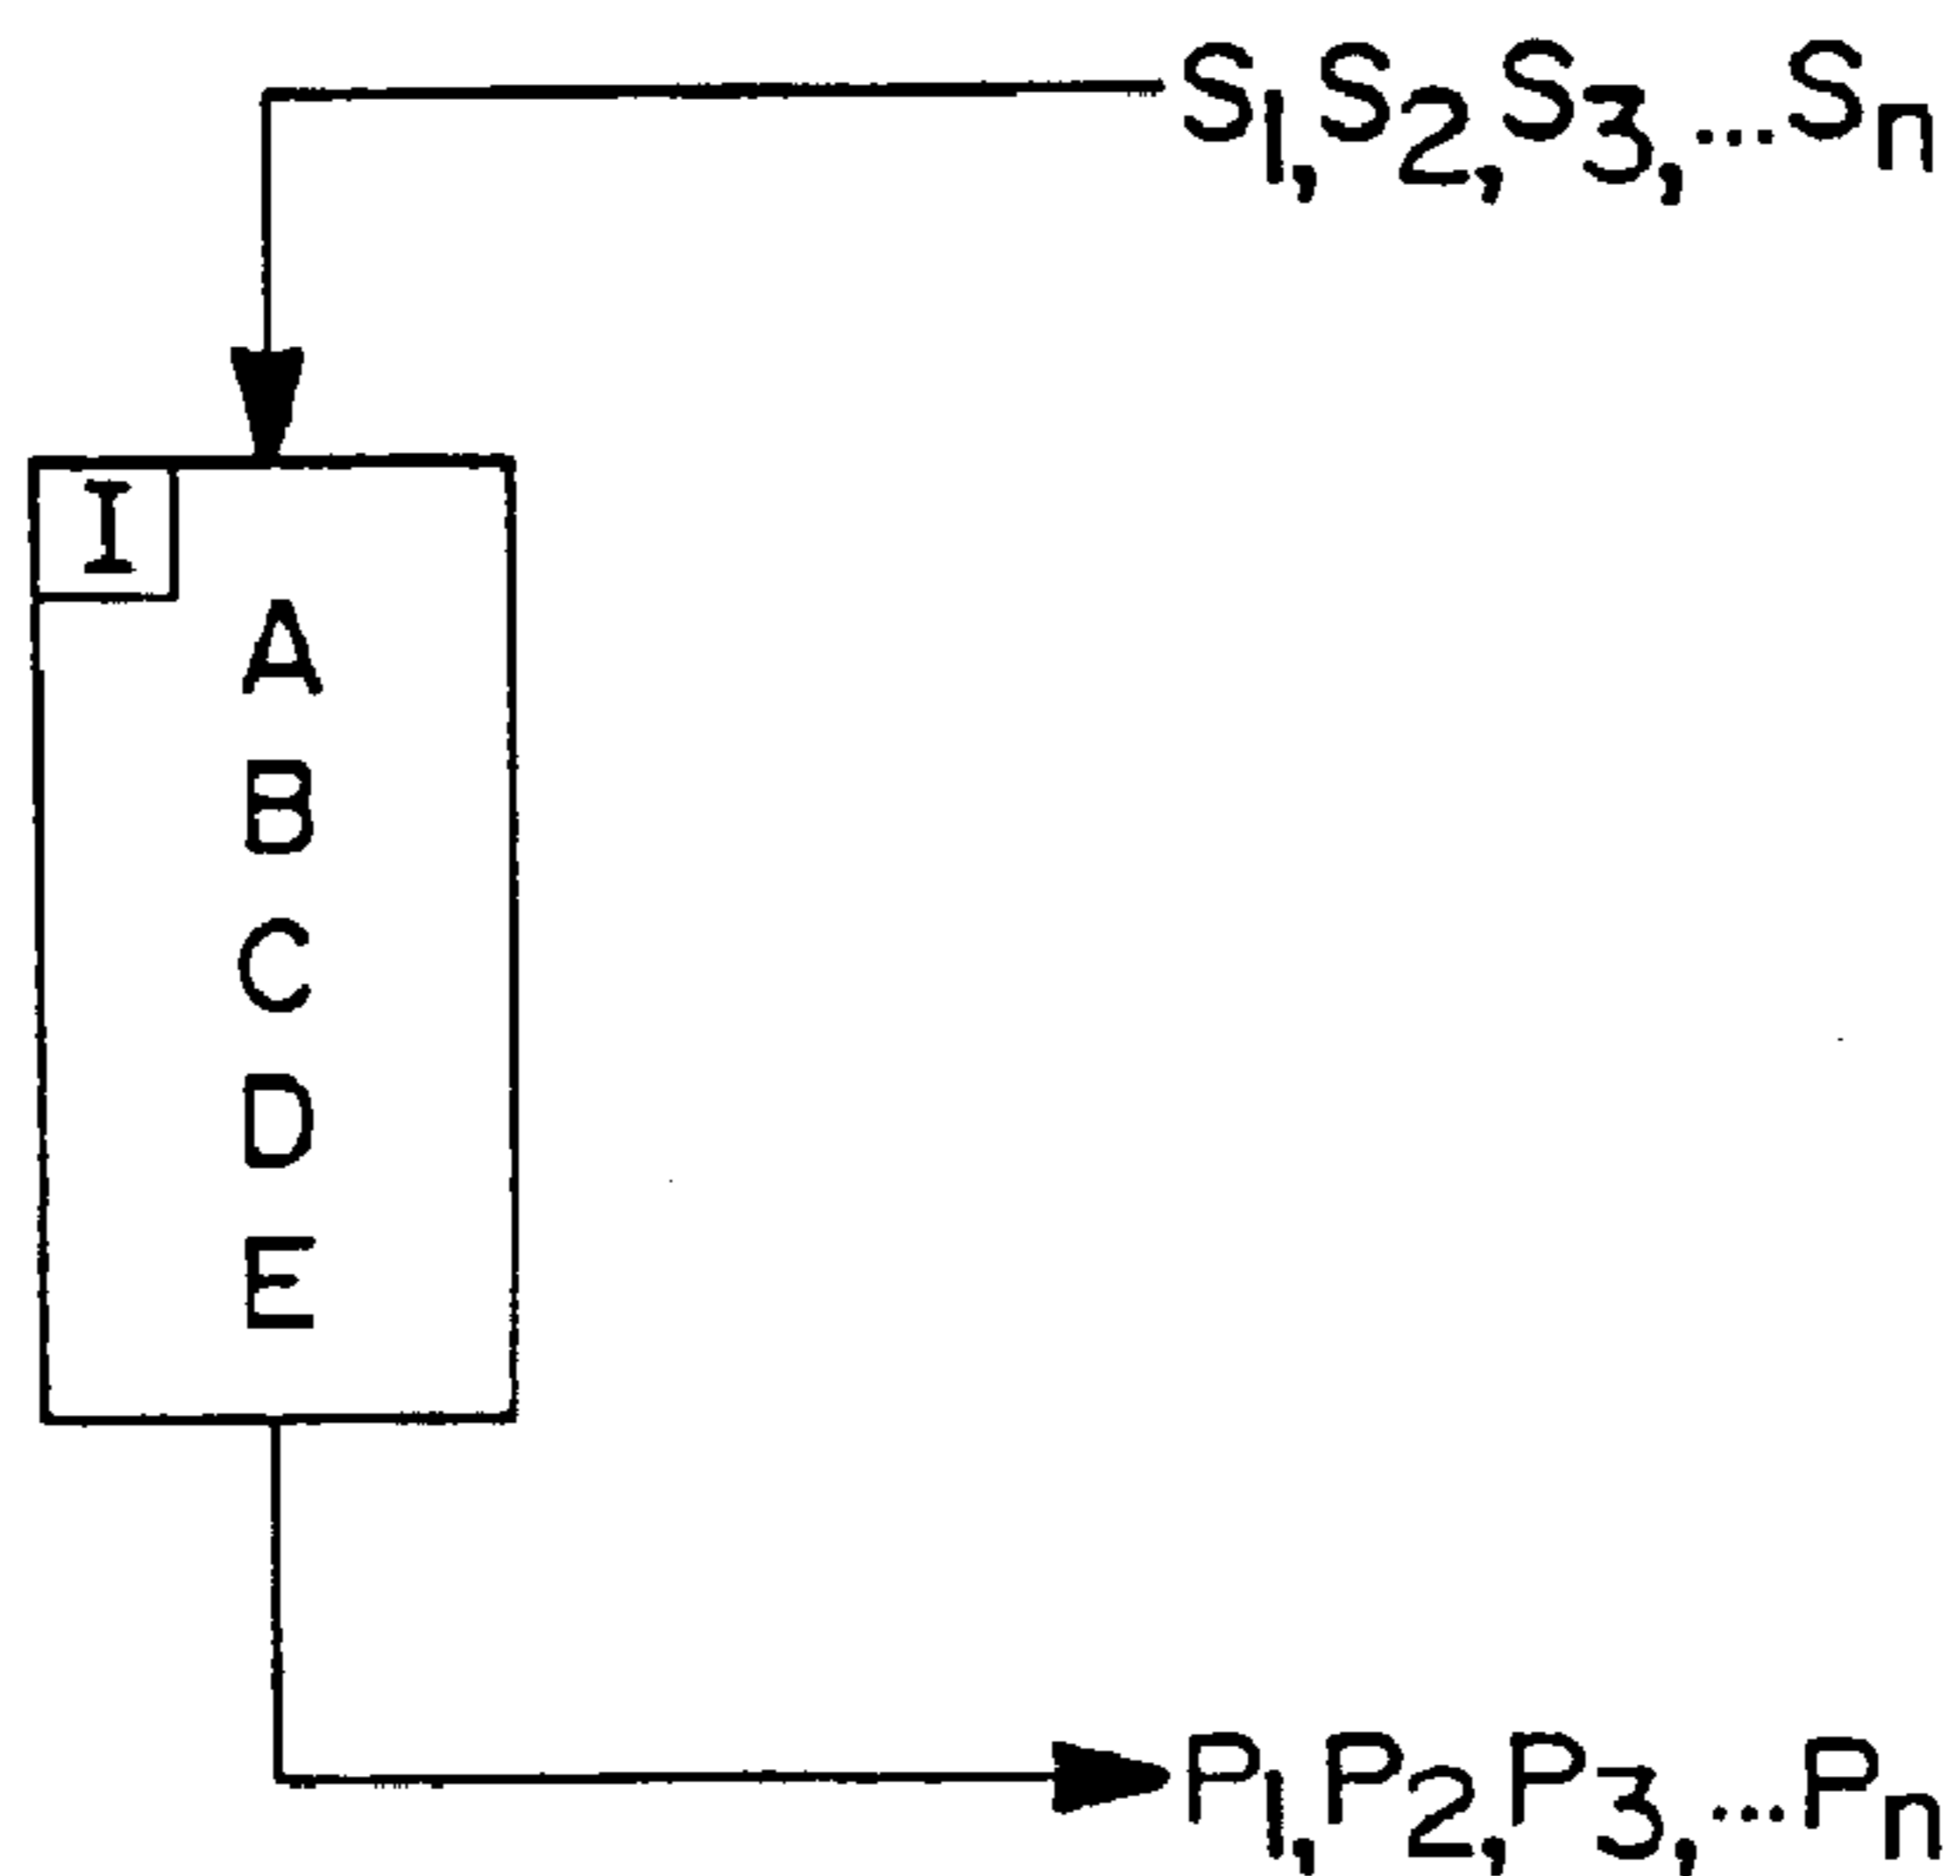 S1,S2,S3,...Sn
I
A
B
C
D
E
P1,P2,P3,...Pn